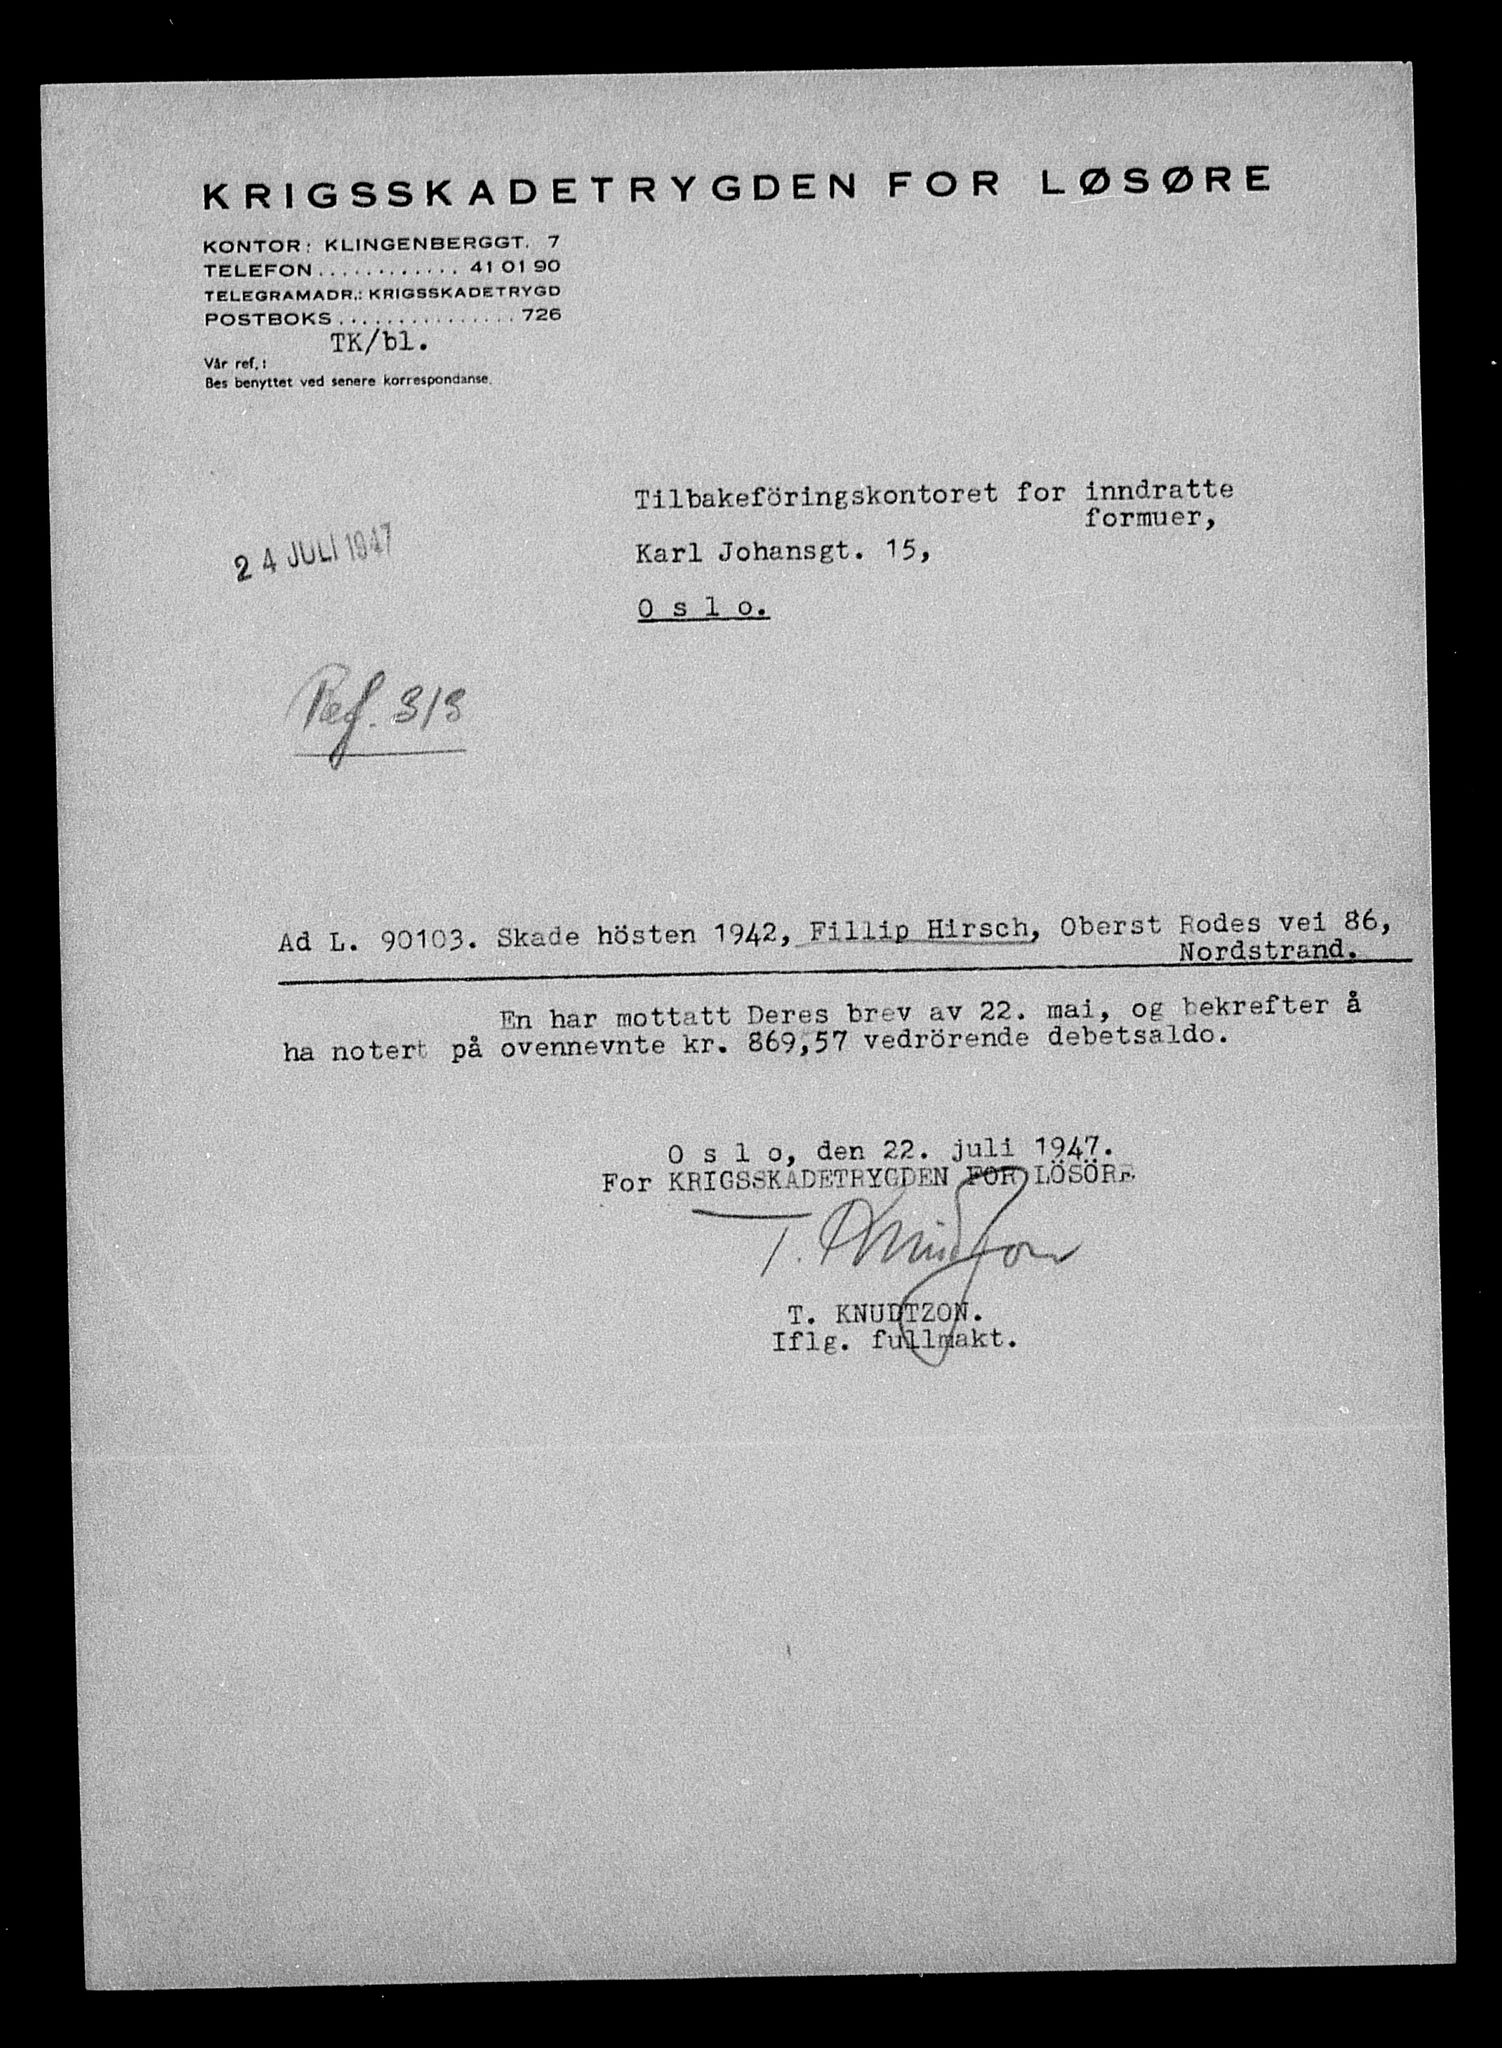 KRIGSSKADETRYGDEN FOR LØSØRE
KONTOR: KLINGENBERGGT. 7
TELEFON............ 41 01 90
TELEGRAMADR.: KRIGSSKADETRYGD
POSTBOKS............... 726
TK/bl.
Vår ref.:
Bes benyttet ved senere korrespondanse.
Tilbakeföringskontoret for inndratte
formuer,
Karl Johansgt. 15,
O s l o.
24 JULI 1947
Ref. 313
Ad L. 90103. Skade hösten 1942, Fillip Hirsch, Oberst Rodes vei 86,
Nordstrand.
En har mottatt Deres brev av 22. mai, og bekrefter å
ha notert på ovennevnte kr. 869,57 vedrörende debetsaldo.
O s l o, den 22. juli 1947.
For KRIGSSKADETRYGDEN FOR LÖSÖRE
T. Knudtzon
T. KNUDTZON.
Iflg. fullmakt.